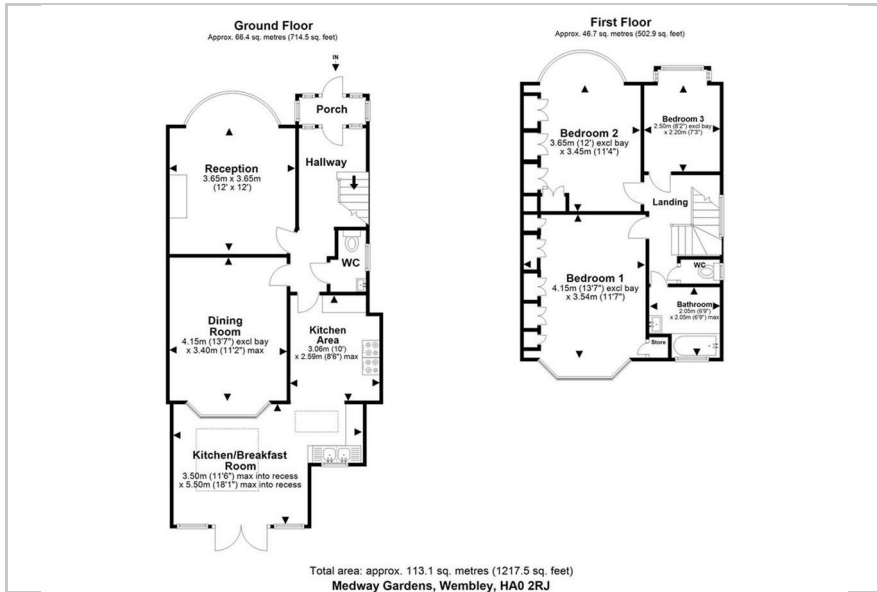 Ground Floor
Approx. 66.4 sq. metres (714.5 sq. feet)
IN
Porch
Hallway
Reception
3.65m x 3.65m
(12' x 12')
WC
Dining
Room
4.15m (13'7") excl bay
x 3.40m (11'2") max
Kitchen
Area
3.06m (10')
x 2.59m (8'6") max
Kitchen/Breakfast
Room
3.50m (11'6") max into recess
x 5.50m (18'1") max into recess
First Floor
Approx. 46.7 sq. metres (502.9 sq. feet)
Bedroom 2
3.65m (12') excl bay
x 3.45m (11'4")
Bedroom 3
2.50m (8'2") excl bay
x 2.20m (7'3")
Landing
WC
Bedroom 1
4.15m (13'7") excl bay
x 3.54m (11'7")
Bathroom
2.05m (6'9")
x 2.05m (6'9") max
Store
Total area: approx. 113.1 sq. metres (1217.5 sq. feet)
Medway Gardens, Wembley, HA0 2RJ